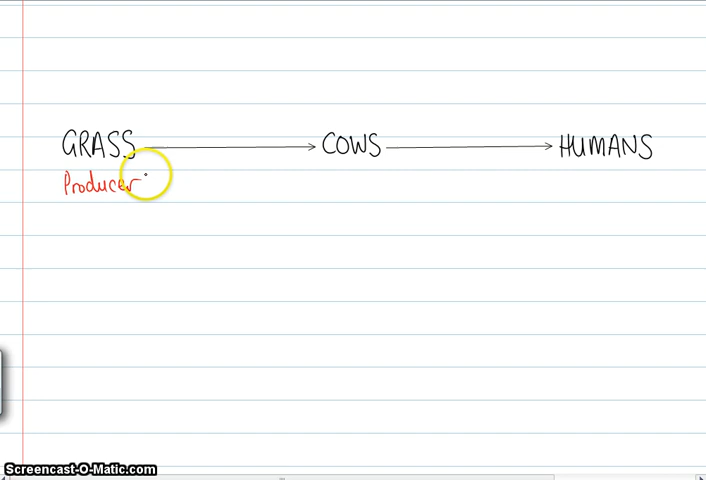 GRASS → COWS → HUMANS
Producer
Screencast-O-Matic.com